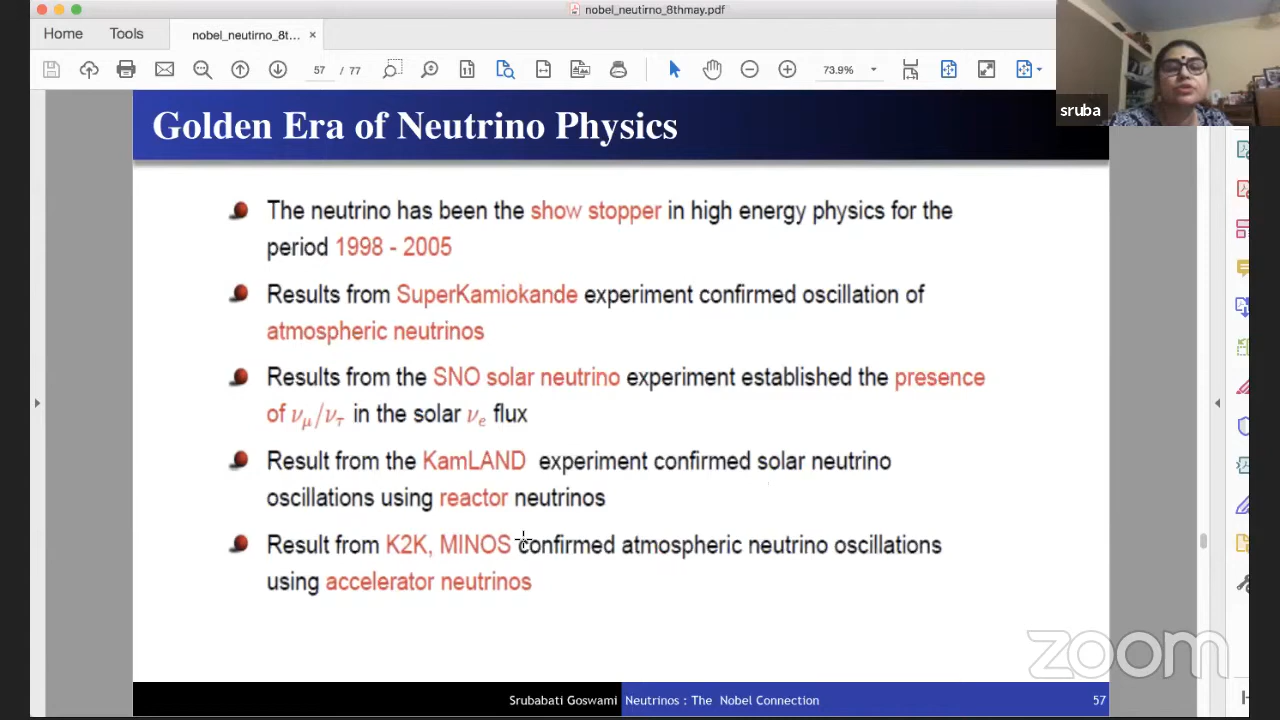 nobel_neutirno_8thmay.pdf
Home Tools nobel_neutirno_8t... ×
57 / 77 73.9%
sruba
Golden Era of Neutrino Physics
The neutrino has been the show stopper in high energy physics for the
period 1998 - 2005
Results from SuperKamiokande experiment confirmed oscillation of
atmospheric neutrinos
Results from the SNO solar neutrino experiment established the presence
of νμ/ντ in the solar νe flux
Result from the KamLAND experiment confirmed solar neutrino
oscillations using reactor neutrinos
Result from K2K, MINOS confirmed atmospheric neutrino oscillations
using accelerator neutrinos
zoom
Srubabati Goswami Neutrinos : The Nobel Connection 57